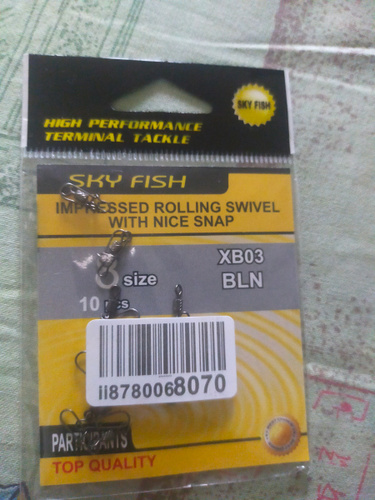 HIGH PERFORMANCE
TERMINAL TACKLE
SKY FISH
SKY FISH
IMPRESSED ROLLING SWIVEL
WITH NICE SNAP
XB03
size
BLN
10 pcs
ii8780068070
PARTICIPANTS
TOP QUALITY